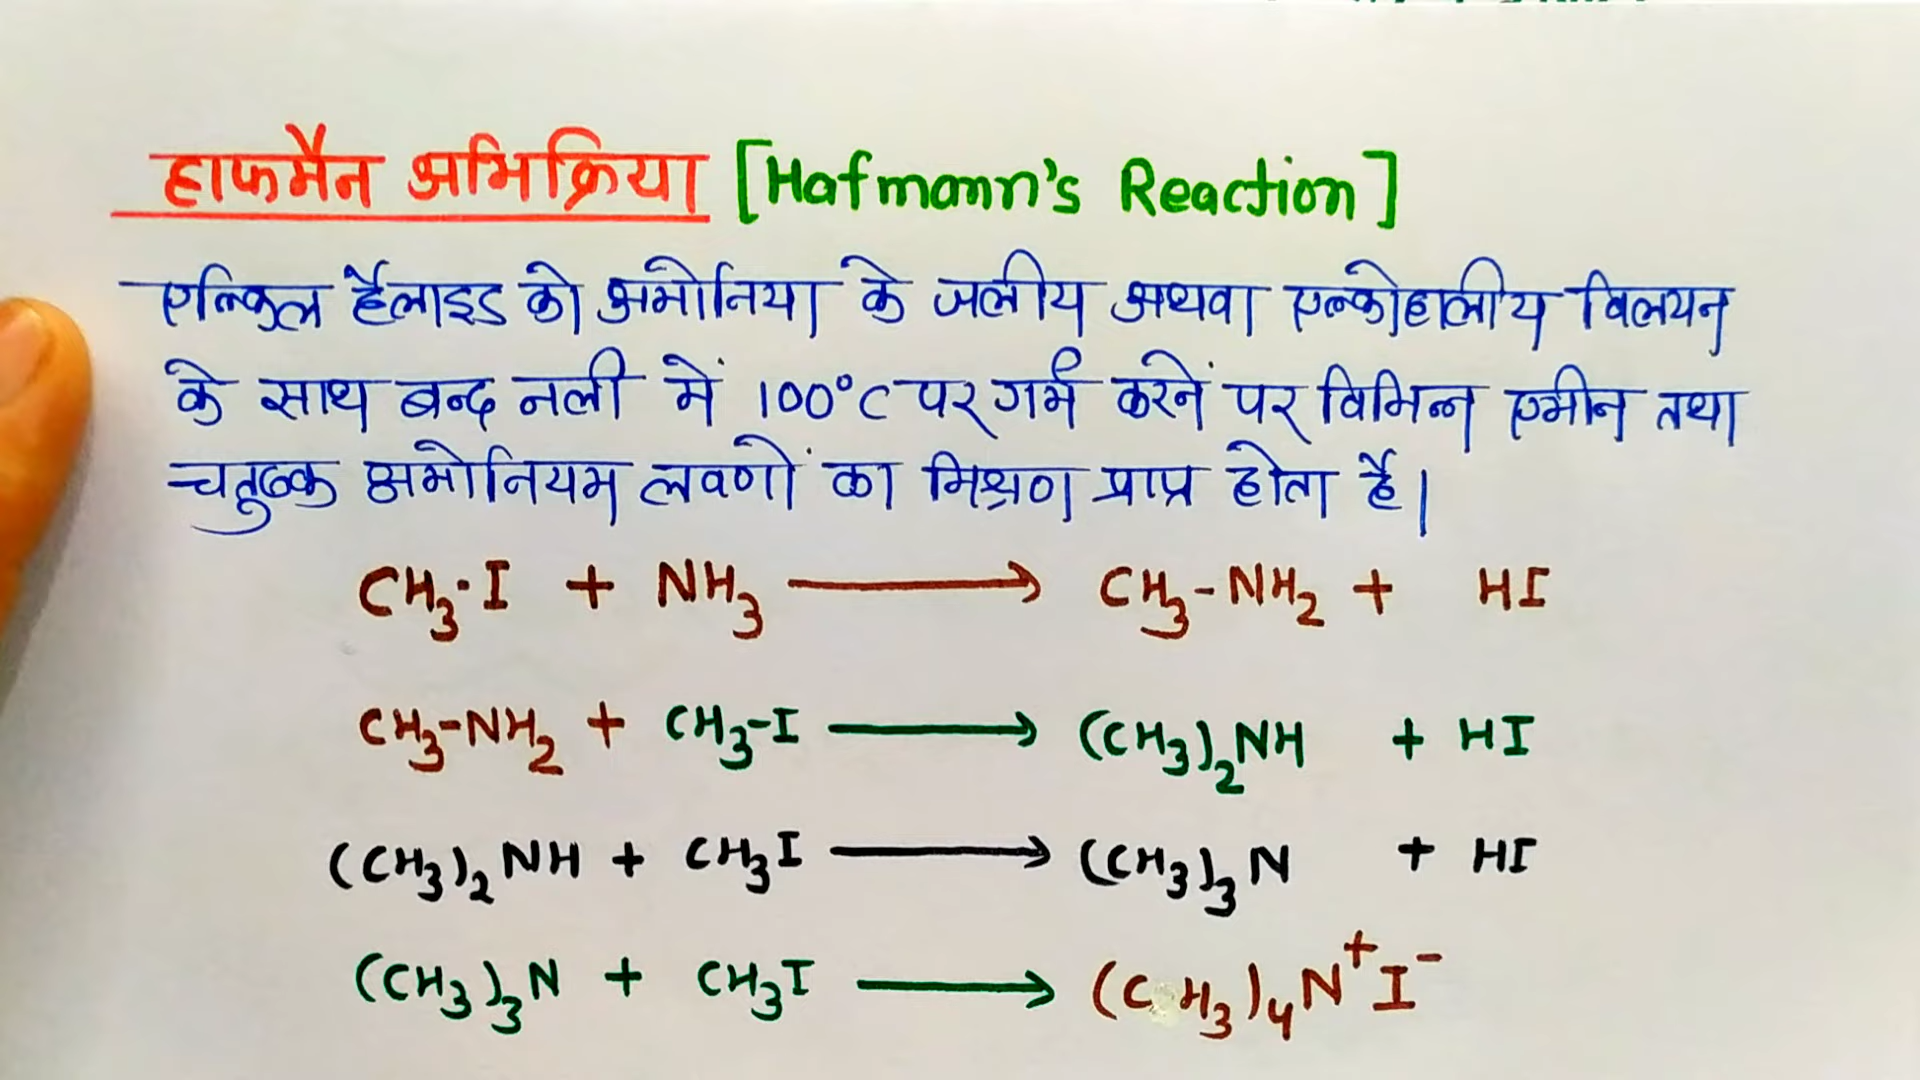 हाफमैन अभिक्रिया [Hafmann's Reaction]
एल्किल हैलाइड को अमोनिया के जलीय अथवा एल्कोहालीय विलयन
के साथ बन्द नली में 100°C पर गर्म करनें पर विभिन्न एमीन तथा
चतुष्क अमोनियम लवणों का मिश्रण प्राप्त होता है।
CH₃·I + NH₃ ⟶ CH₃-NH₂ + HI
CH₃-NH₂ + CH₃-I ⟶ (CH₃)₂NH + HI
(CH₃)₂NH + CH₃I ⟶ (CH₃)₃N + HI
(CH₃)₃N + CH₃I ⟶ (CH₃)₄N⁺I⁻